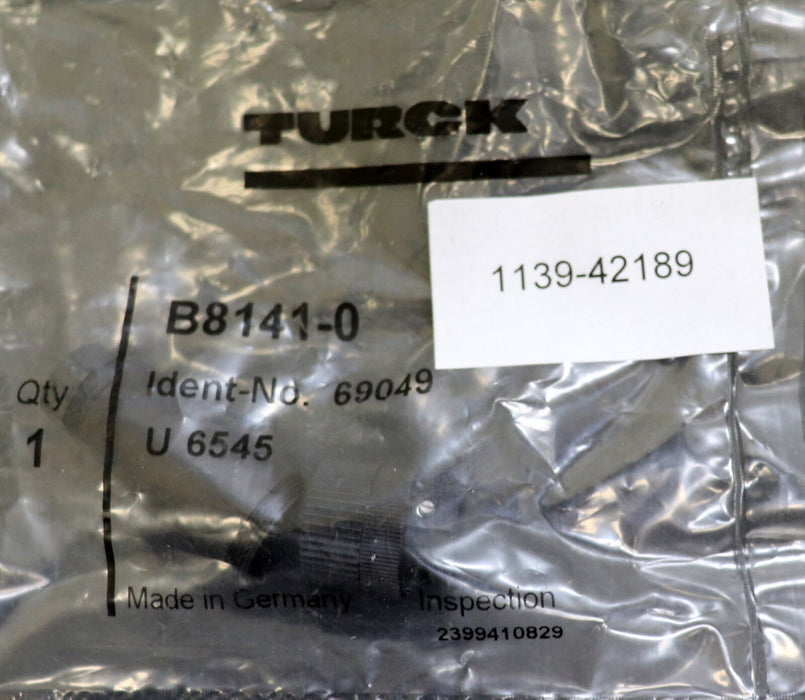 TURCK
1139-42189
B8141-0
Qty
Ident-No. 69049
1
U 6545
Made in Germany
Inspection
2399410829